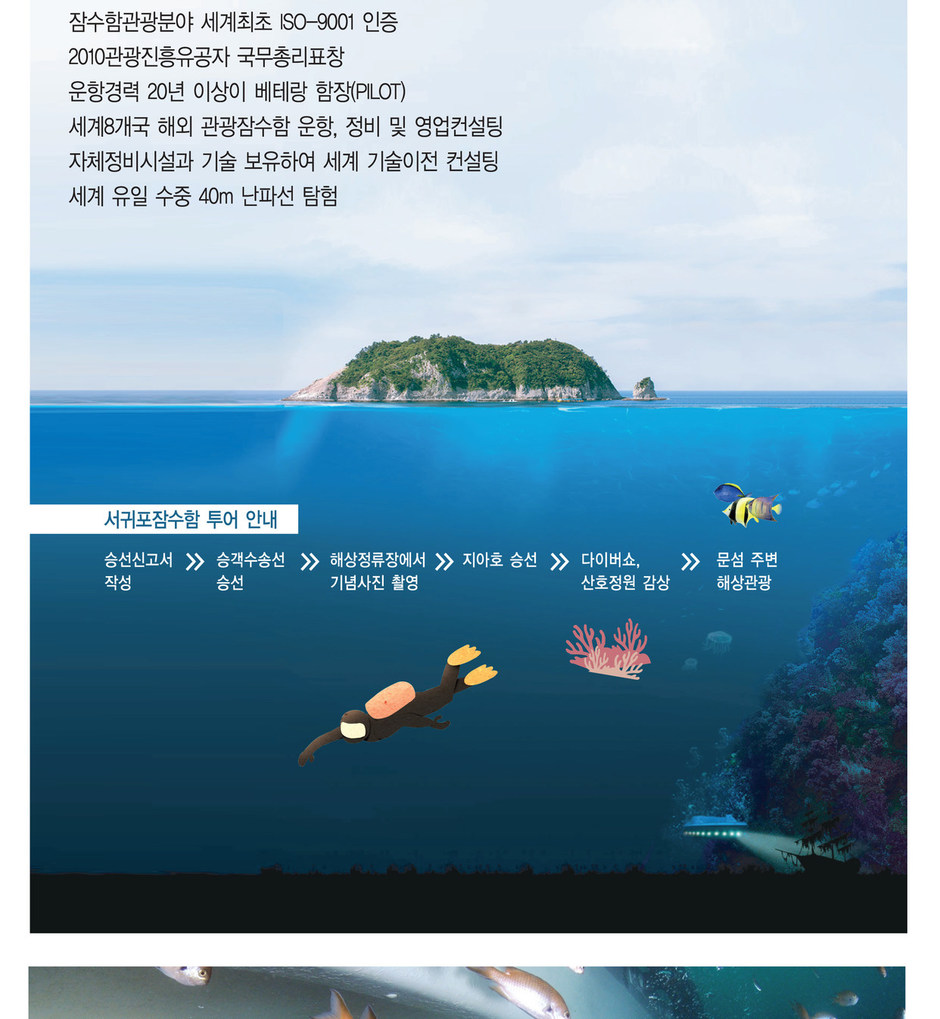 잠수함관광분야 세계최초 ISO-9001 인증
2010관광진흥유공자 국무총리표창
운항경력 20년 이상이 베테랑 함장(PILOT)
세계8개국 해외 관광잠수함 운항, 정비 및 영업컨설팅
자체정비시설과 기술 보유하여 세계 기술이전 컨설팅
세계 유일 수중 40m 난파선 탐험
서귀포잠수함 투어 안내
승선신고서
작성
승객수송선
승선
해상정류장에서
기념사진 촬영
지아호 승선
다이버쇼,
산호정원 감상
문섬 주변
해상관광